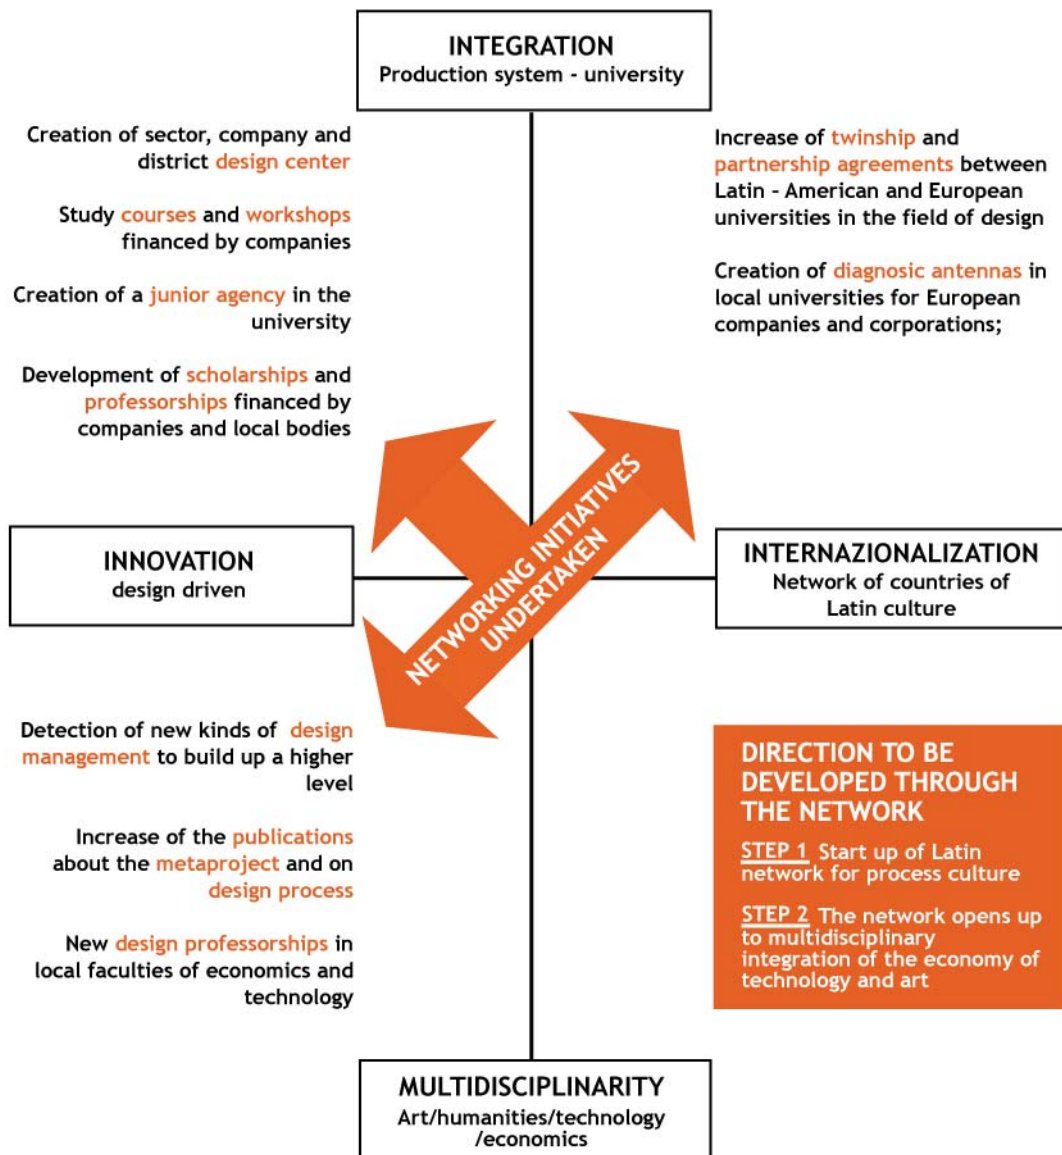 INTEGRATION
Production system - university
Creation of sector, company and
district design center
Study courses and workshops
financed by companies
Creation of a junior agency in the
university
Development of scholarships and
professorships financed by
companies and local bodies
Increase of twinship and
partnership agreements between
Latin - American and European
universities in the field of design
Creation of diagnosic antennas in
local universities for European
companies and corporations;
NETWORKING INITIATIVES
UNDERTAKEN
INNOVATION
design driven
INTERNAZIONALIZATION
Network of countries of
Latin culture
Detection of new kinds of design
management to build up a higher
level
Increase of the publications
about the metaproject and on
design process
New design professorships in
local faculties of economics and
technology
DIRECTION TO BE
DEVELOPED THROUGH
THE NETWORK
STEP 1 Start up of Latin
network for process culture
STEP 2 The network opens up
to multidisciplinary
integration of the economy of
technology and art
MULTIDISCIPLINARITY
Art/humanities/technology
/economics